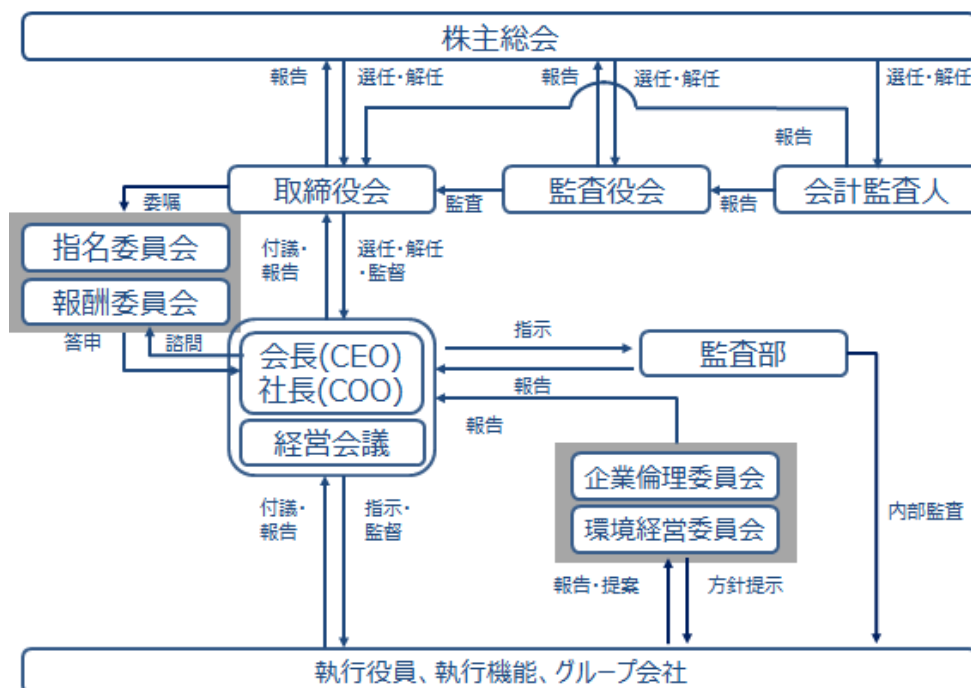 株主総会
報告
選任・解任
報告
選任・解任
選任・解任
報告
取締役会
監査
監査役会
報告
会計監査人
委嘱
指名委員会
報酬委員会
付議・
報告
選任・解任
・監督
答申
諮問
会長(CEO)
社長(COO)
経営会議
指示
監査部
報告
報告
企業倫理委員会
環境経営委員会
内部監査
付議・
報告
指示・
監督
報告・提案
方針提示
執行役員、執行機能、グループ会社